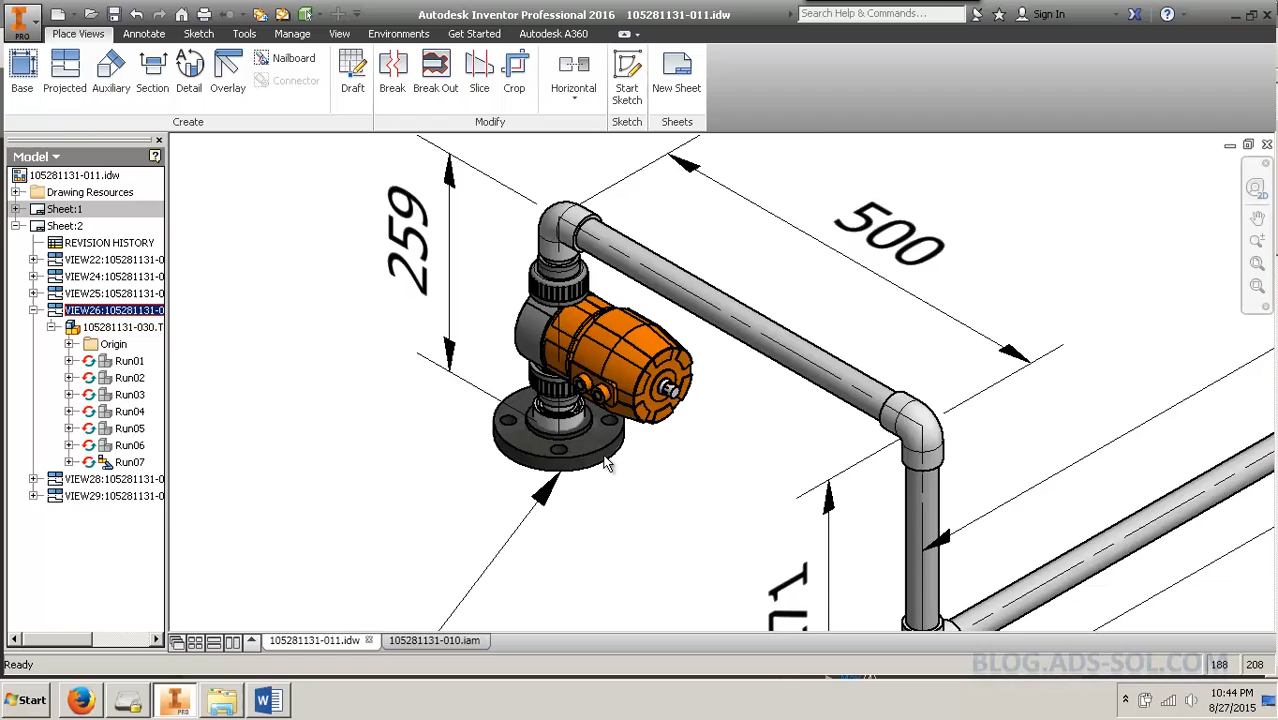 Autodesk Inventor Professional 2016 105281131-011.idw
Search Help & Commands...
Sign In
PRO
Place Views
Annotate
Sketch
Tools
Manage
View
Environments
Get Started
Autodesk A360
Base
Projected
Auxiliary
Section
Detail
Overlay
Nailboard
Connector
Draft
Break
Break Out
Slice
Crop
Horizontal
Start Sketch
New Sheet
Create
Modify
Sketch
Sheets
Model
105281131-011.idw
Drawing Resources
Sheet:1
Sheet:2
REVISION HISTORY
VIEW22:105281131-0
VIEW24:105281131-0
VIEW25:105281131-0
VIEW26:105281131-0
105281131-030.T
Origin
Run01
Run02
Run03
Run04
Run05
Run06
Run07
VIEW28:105281131-0
VIEW29:105281131-0
259
500
105281131-011.idw
105281131-010.iam
Ready
BLOG.ADS-SOL.COM
188
208
Start
PRO
10:44 PM
8/27/2015